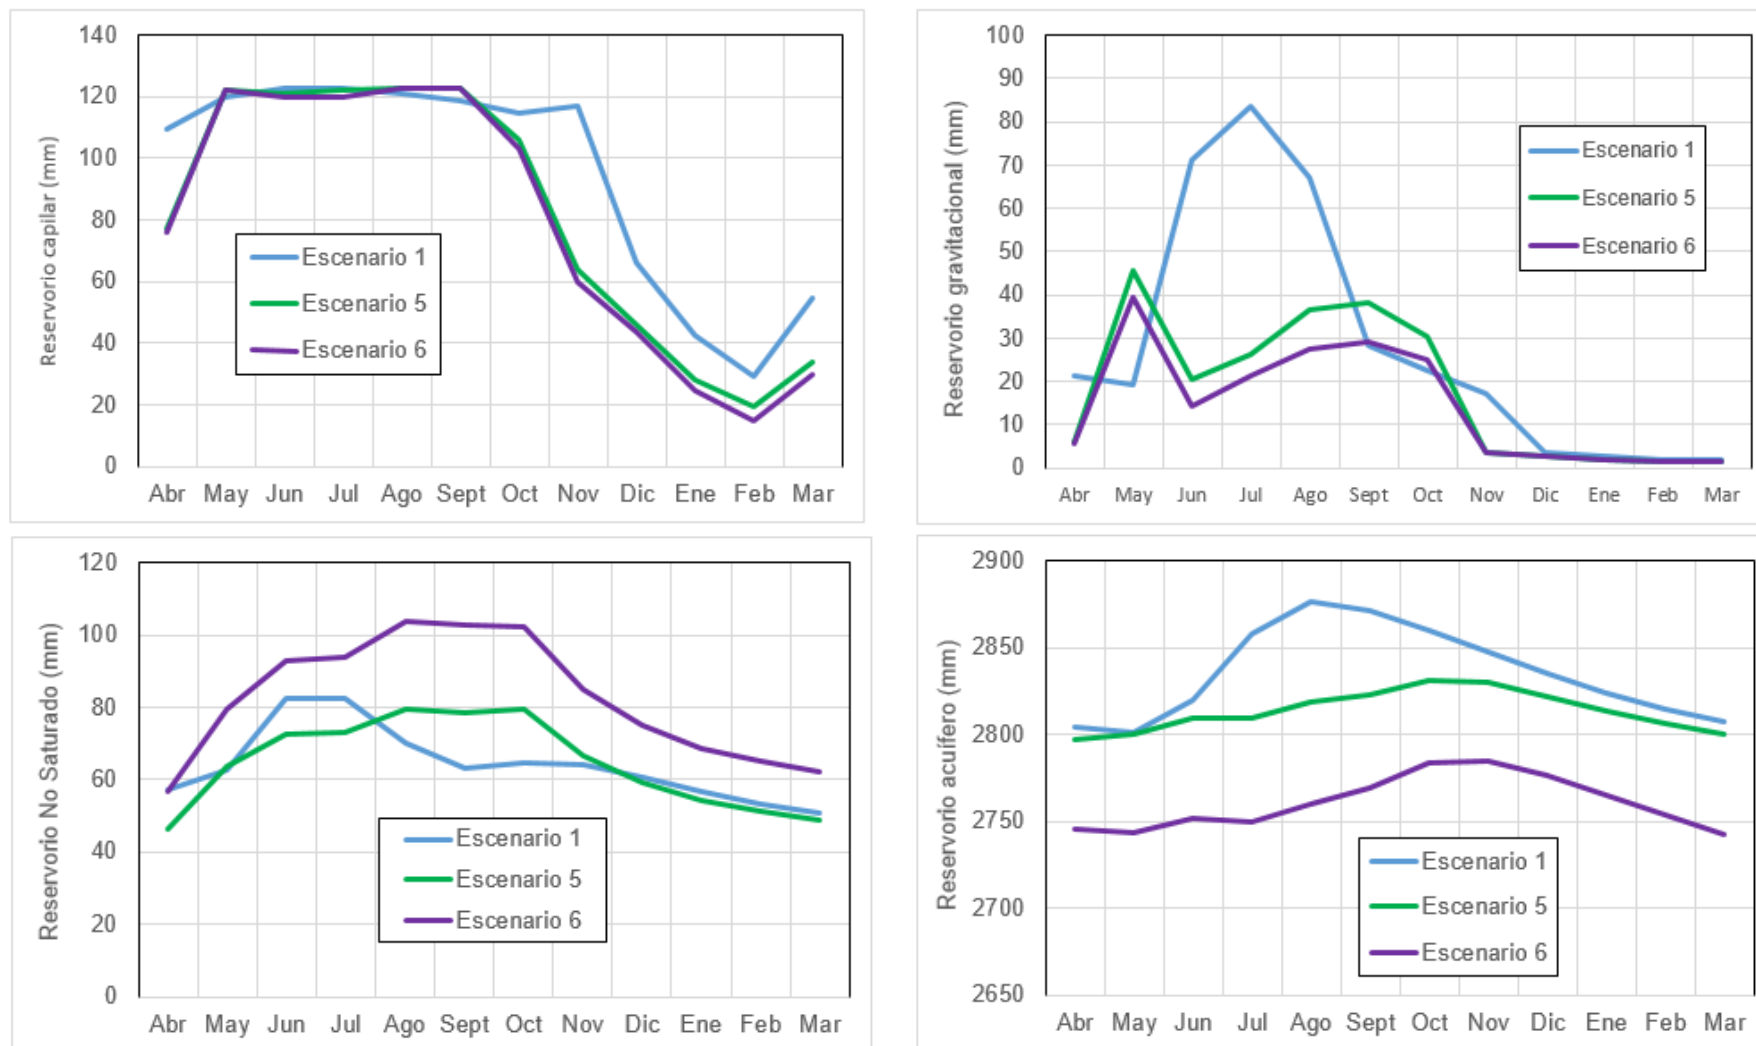 Reservorio capilar (mm)
140
120
100
80
60
40
20
0
Escenario 1
Escenario 5
Escenario 6
Abr May Jun Jul Ago Sept Oct Nov Dic Ene Feb Mar
Reservorio gravitacional (mm)
100
90
80
70
60
50
40
30
20
10
0
Escenario 1
Escenario 5
Escenario 6
Abr May Jun Jul Ago Sept Oct Nov Dic Ene Feb Mar
Reservorio No Saturado (mm)
120
100
80
60
40
20
0
Escenario 1
Escenario 5
Escenario 6
Abr May Jun Jul Ago Sept Oct Nov Dic Ene Feb Mar
Reservorio acuífero (mm)
2900
2850
2800
2750
2700
2650
Escenario 1
Escenario 5
Escenario 6
Abr May Jun Jul Ago Sept Oct Nov Dic Ene Feb Mar